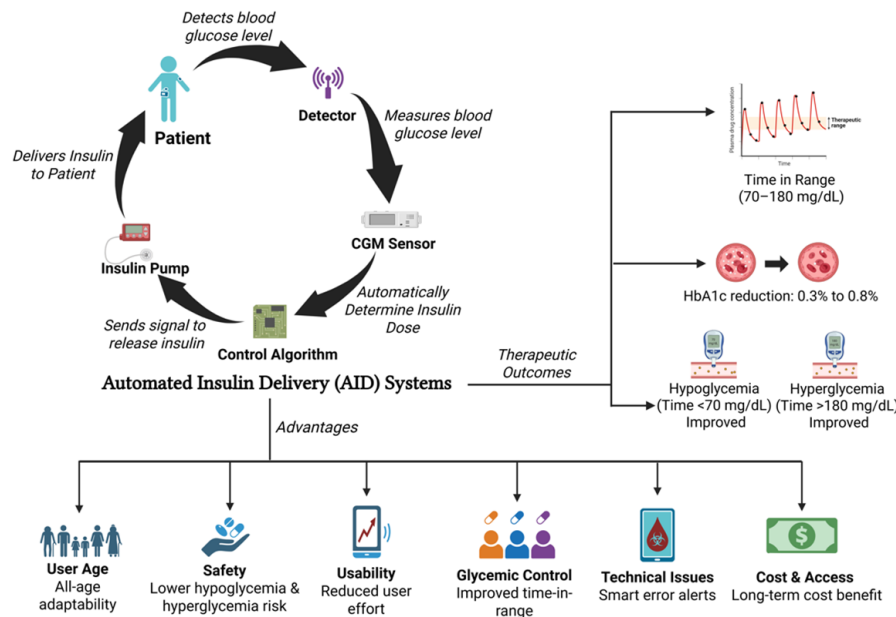 Detects blood
glucose level
Patient
Detector
Measures blood
glucose level
Delivers Insulin
to Patient
CGM Sensor
Insulin Pump
Automatically
Determine Insulin
Dose
Sends signal to
release insulin
Control Algorithm
Automated Insulin Delivery (AID) Systems
Therapeutic
Outcomes
Plasma drug concentration
Therapeutic
range
Time
Time in Range
(70–180 mg/dL)
HbA1c reduction: 0.3% to 0.8%
Hypoglycemia
(Time <70 mg/dL)
Improved
Hyperglycemia
(Time >180 mg/dL)
Improved
Advantages
User Age
All-age
adaptability
Safety
Lower hypoglycemia &
hyperglycemia risk
Usability
Reduced user
effort
Glycemic Control
Improved time-in-
range
Technical Issues
Smart error alerts
$
Cost & Access
Long-term cost benefit